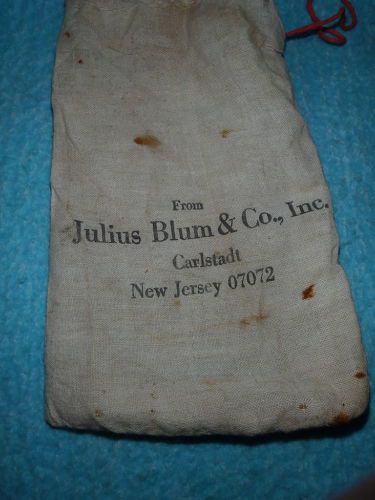 From
Julius Blum & Co., Inc.
Carlstadt
New Jersey 07072